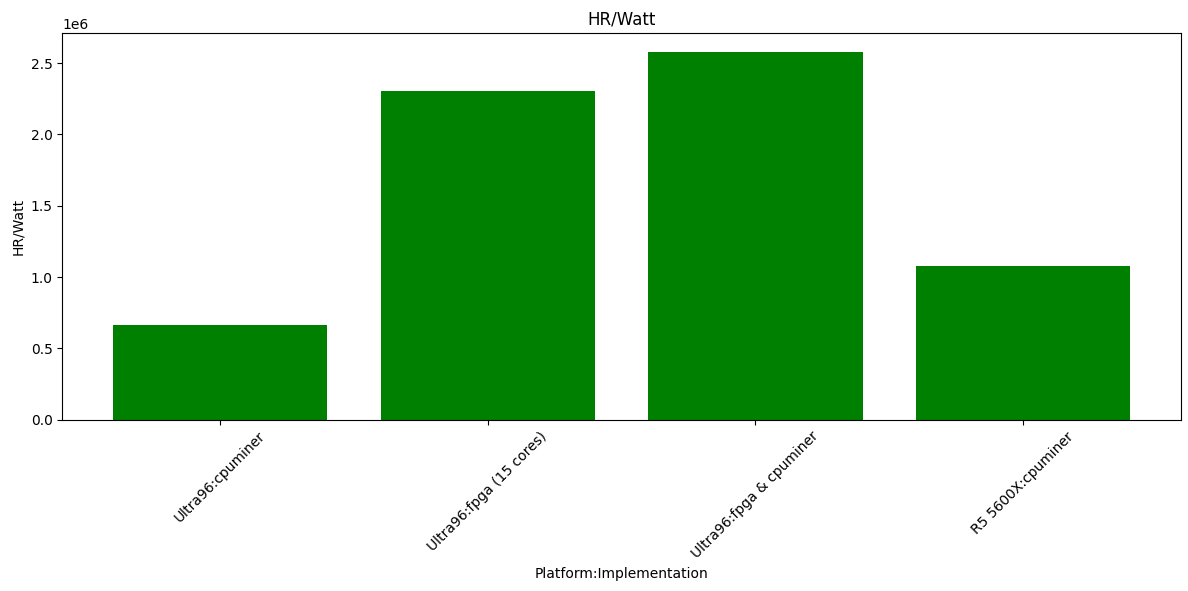 HR/Watt
1e6
2.5
2.0
1.5
1.0
0.5
0.0
HR/Watt
Ultra96:cpuminer
Ultra96:fpga (15 cores)
Ultra96:fpga & cpuminer
R5 5600X:cpuminer
Platform:Implementation